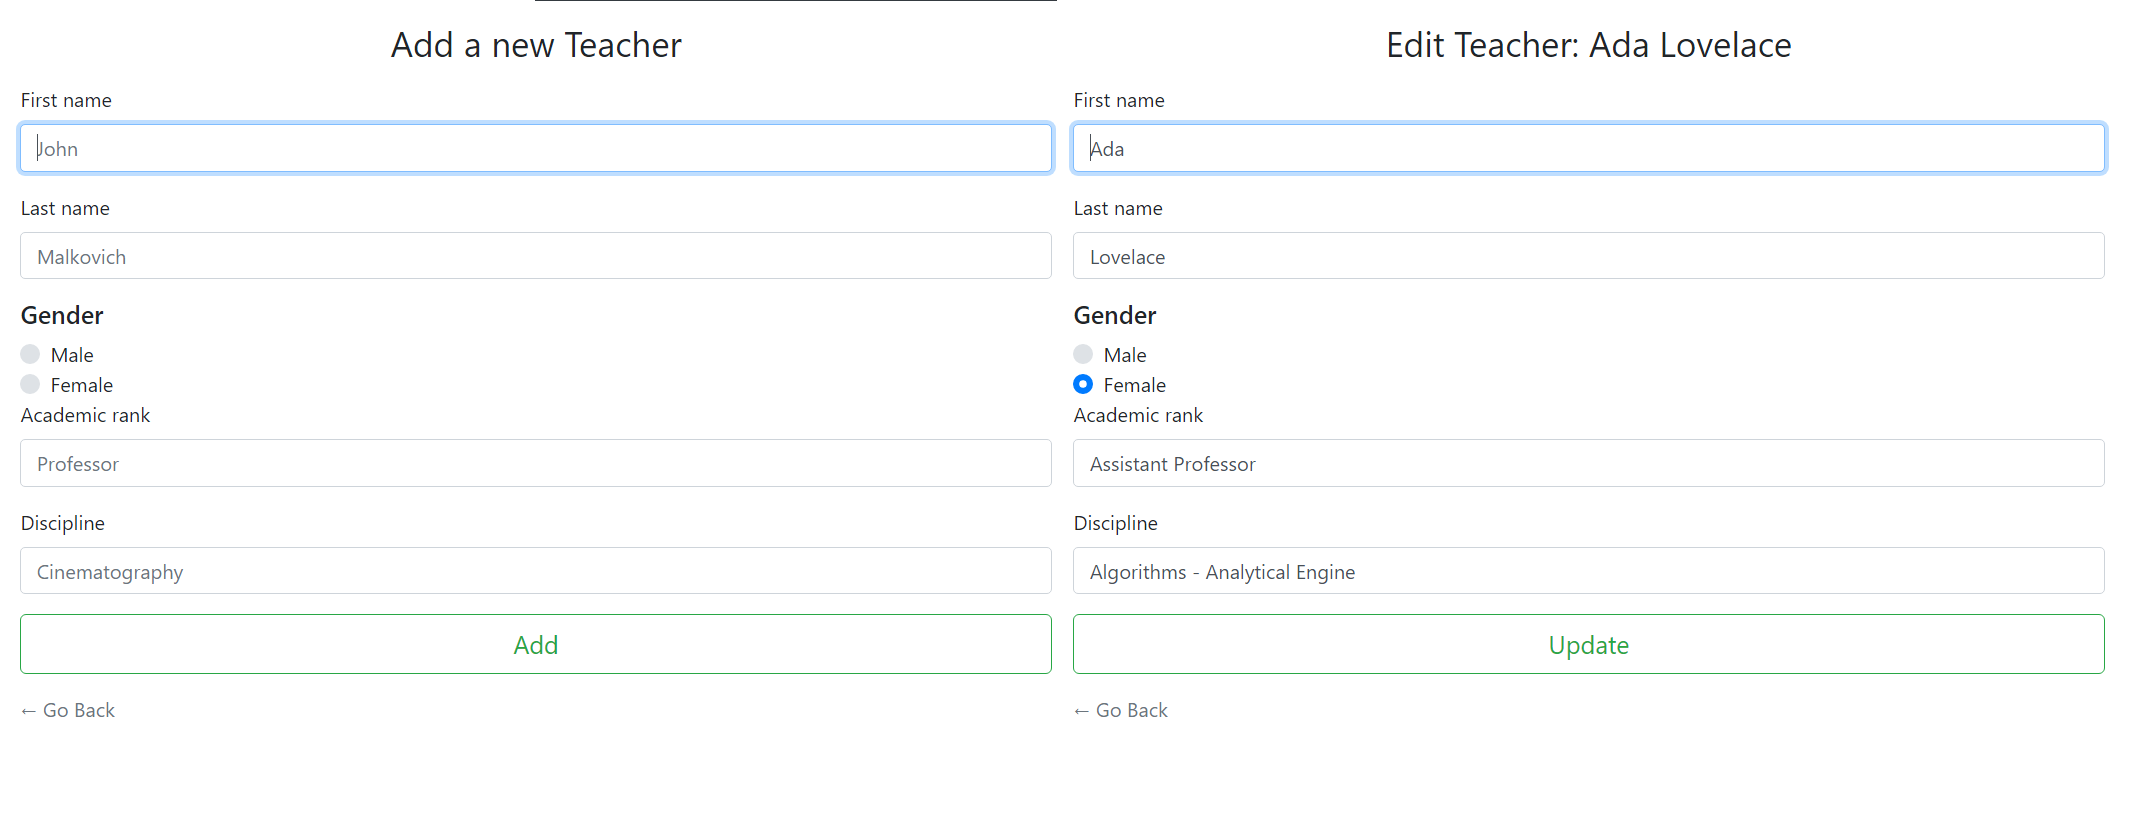 Add a new Teacher
First name
John
Last name
Malkovich
Gender
Male
Female
Academic rank
Professor
Discipline
Cinematography
Add
← Go Back
Edit Teacher: Ada Lovelace
First name
Ada
Last name
Lovelace
Gender
Male
Female
Academic rank
Assistant Professor
Discipline
Algorithms - Analytical Engine
Update
← Go Back